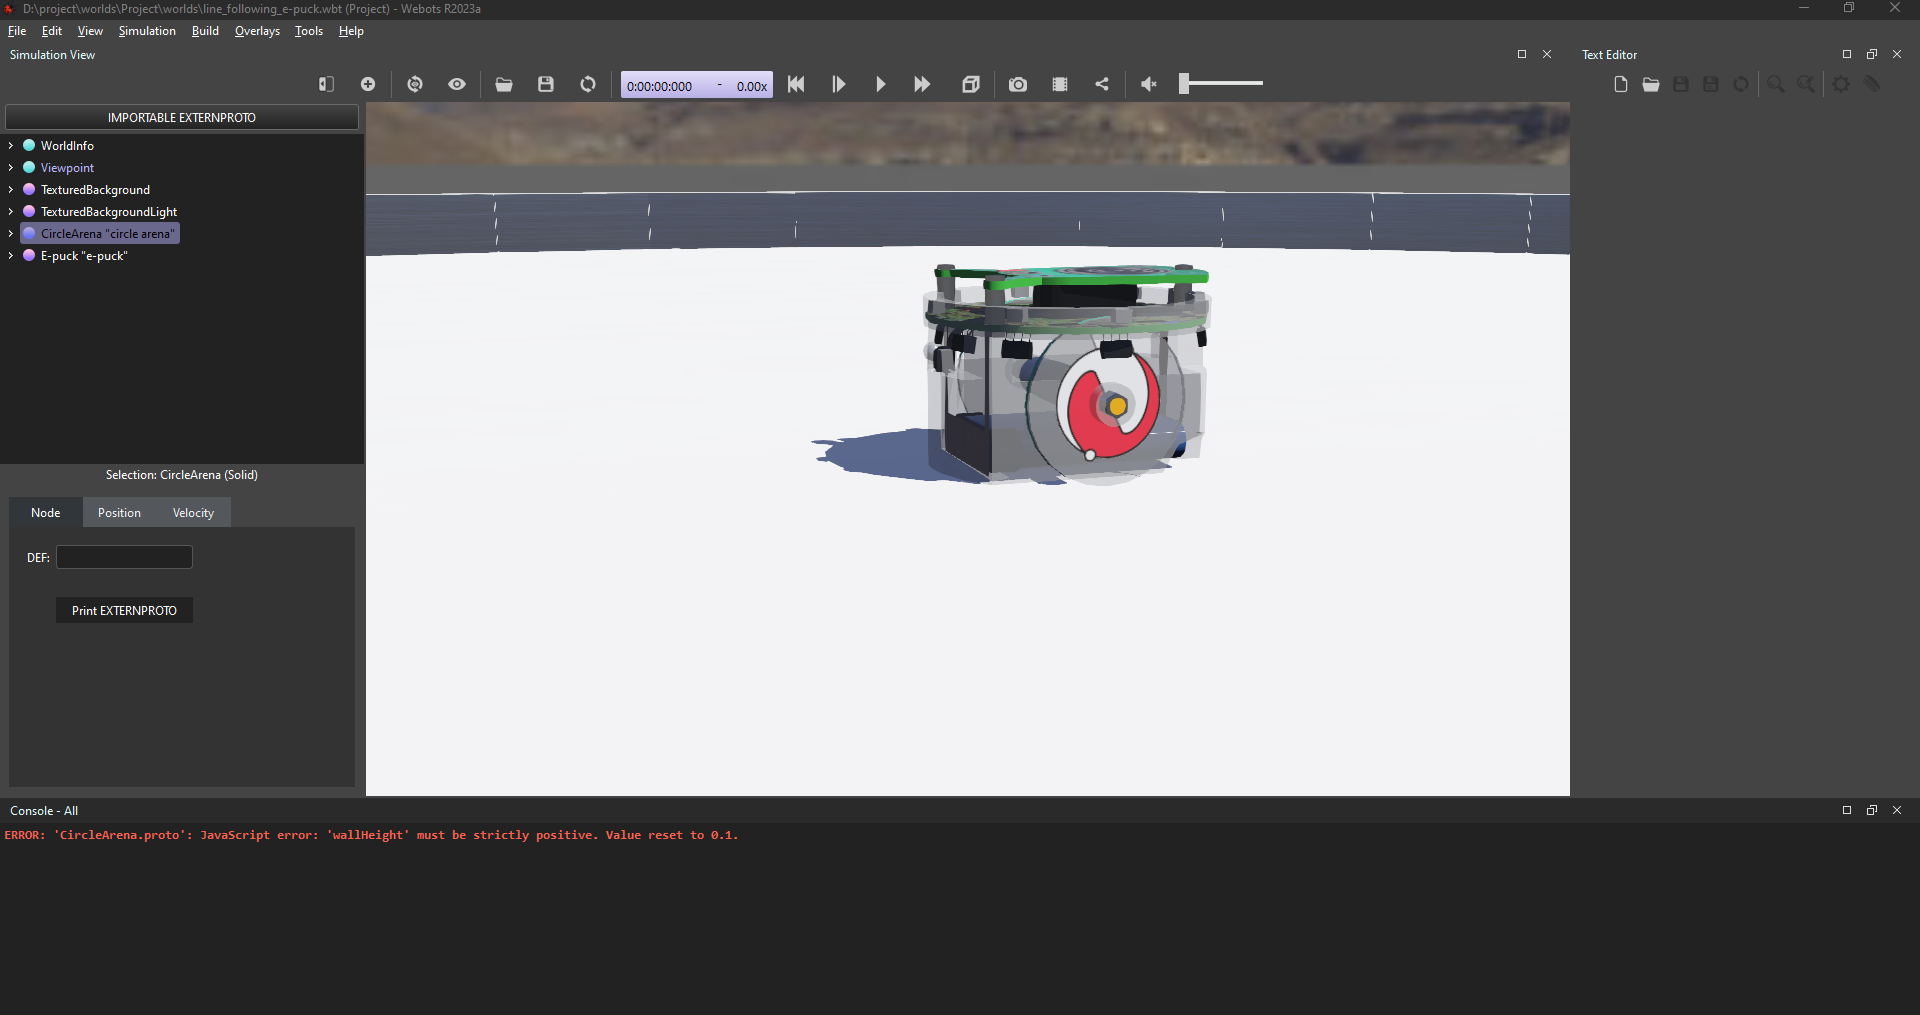 D:\project\worlds\Project\worlds\line_following_e-puck.wbt (Project) - Webots R2023a
File Edit View Simulation Build Overlays Tools Help
Simulation View
Text Editor
0:00:00:000 - 0.00x
IMPORTABLE EXTERNPROTO
WorldInfo
Viewpoint
TexturedBackground
TexturedBackgroundLight
CircleArena "circle arena"
E-puck "e-puck"
Selection: CircleArena (Solid)
Node Position Velocity
DEF:
Print EXTERNPROTO
Console - All
ERROR: 'CircleArena.proto': JavaScript error: 'wallHeight' must be strictly positive. Value reset to 0.1.